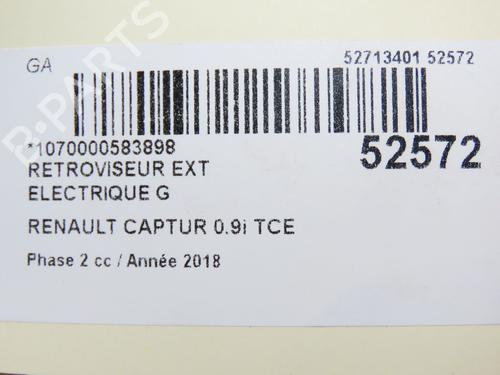 GA
52713401 52572
*1070000583898
52572
RETROVISEUR EXT
ELECTRIQUE G
RENAULT CAPTUR 0.9i TCE
Phase 2 cc / Année 2018
B-PARTS